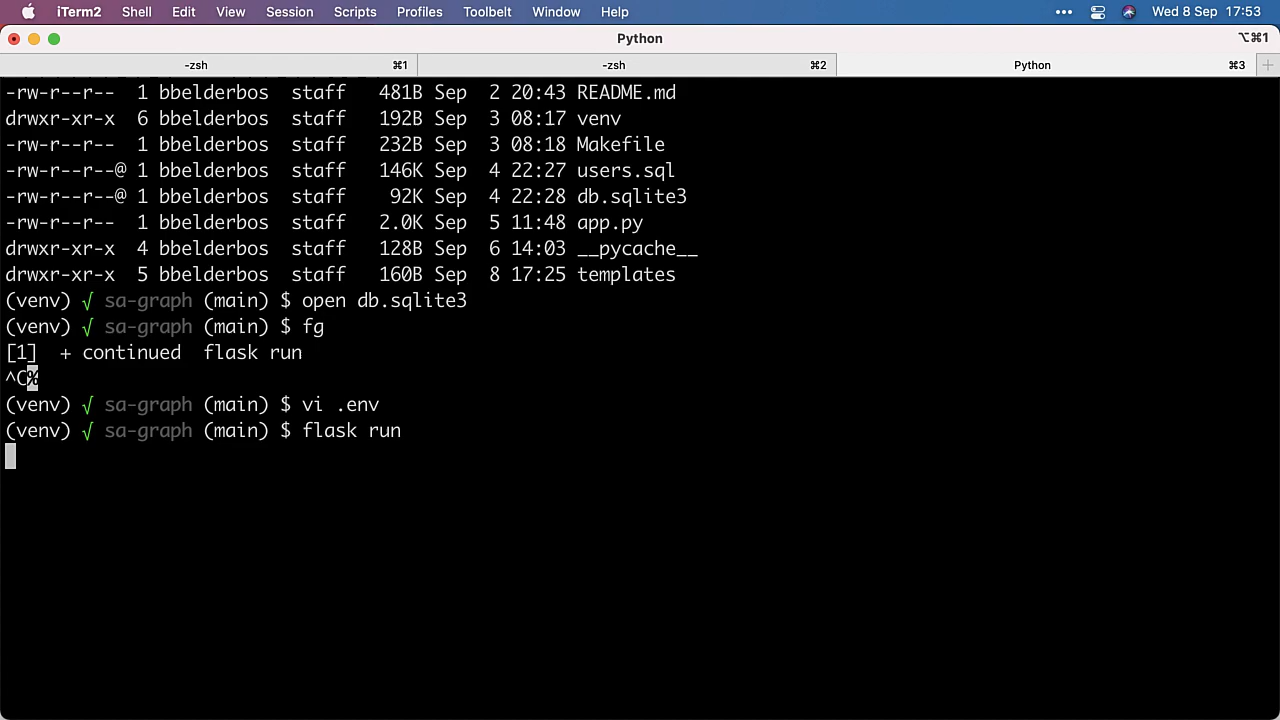 iTerm2 Shell Edit View Session Scripts Profiles Toolbelt Window Help ••• Wed 8 Sep 17:53
Python ⌥⌘1
-zsh ⌘1 -zsh ⌘2 Python ⌘3 +
-rw-r--r-- 1 bbelderbos staff 481B Sep 2 20:43 README.md
drwxr-xr-x 6 bbelderbos staff 192B Sep 3 08:17 venv
-rw-r--r-- 1 bbelderbos staff 232B Sep 3 08:18 Makefile
-rw-r--r--@ 1 bbelderbos staff 146K Sep 4 22:27 users.sql
-rw-r--r--@ 1 bbelderbos staff 92K Sep 4 22:28 db.sqlite3
-rw-r--r-- 1 bbelderbos staff 2.0K Sep 5 11:48 app.py
drwxr-xr-x 4 bbelderbos staff 128B Sep 6 14:03 __pycache__
drwxr-xr-x 5 bbelderbos staff 160B Sep 8 17:25 templates
(venv) √ sa-graph (main) $ open db.sqlite3
(venv) √ sa-graph (main) $ fg
[1] + continued flask run
^C%
(venv) √ sa-graph (main) $ vi .env
(venv) √ sa-graph (main) $ flask run